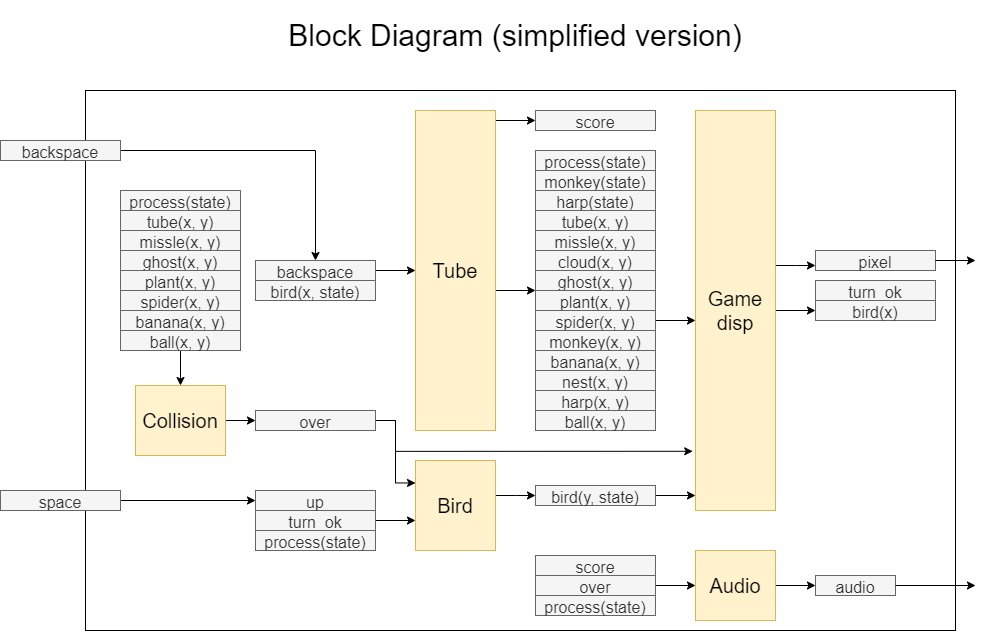 Block Diagram (simplified version)
backspace
process(state)
tube(x, y)
missle(x, y)
ghost(x, y)
plant(x, y)
spider(x, y)
banana(x, y)
ball(x, y)
backspace
bird(x, state)
Collision
over
space
up
turn_ok
process(state)
Tube
Bird
score
process(state)
monkey(state)
harp(state)
tube(x, y)
missle(x, y)
cloud(x, y)
ghost(x, y)
plant(x, y)
spider(x, y)
monkey(x, y)
banana(x, y)
nest(x, y)
harp(x, y)
ball(x, y)
bird(y, state)
score
over
process(state)
Game
disp
Audio
pixel
turn_ok
bird(x)
audio